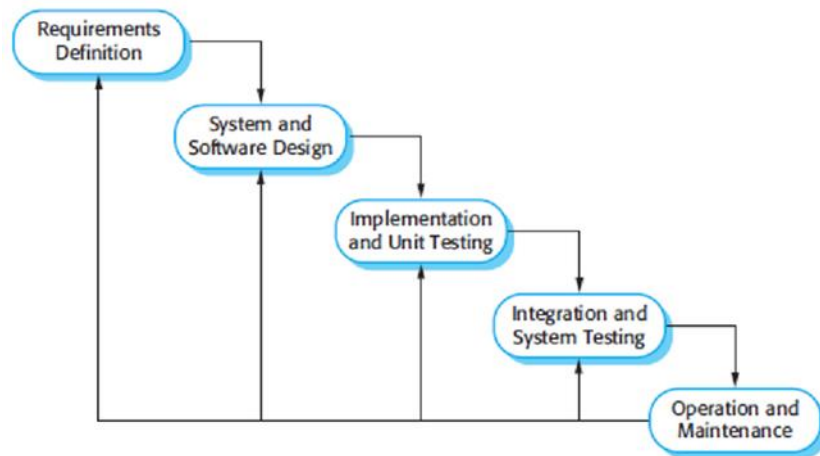 Requirements
Definition
System and
Software Design
Implementation
and Unit Testing
Integration and
System Testing
Operation and
Maintenance